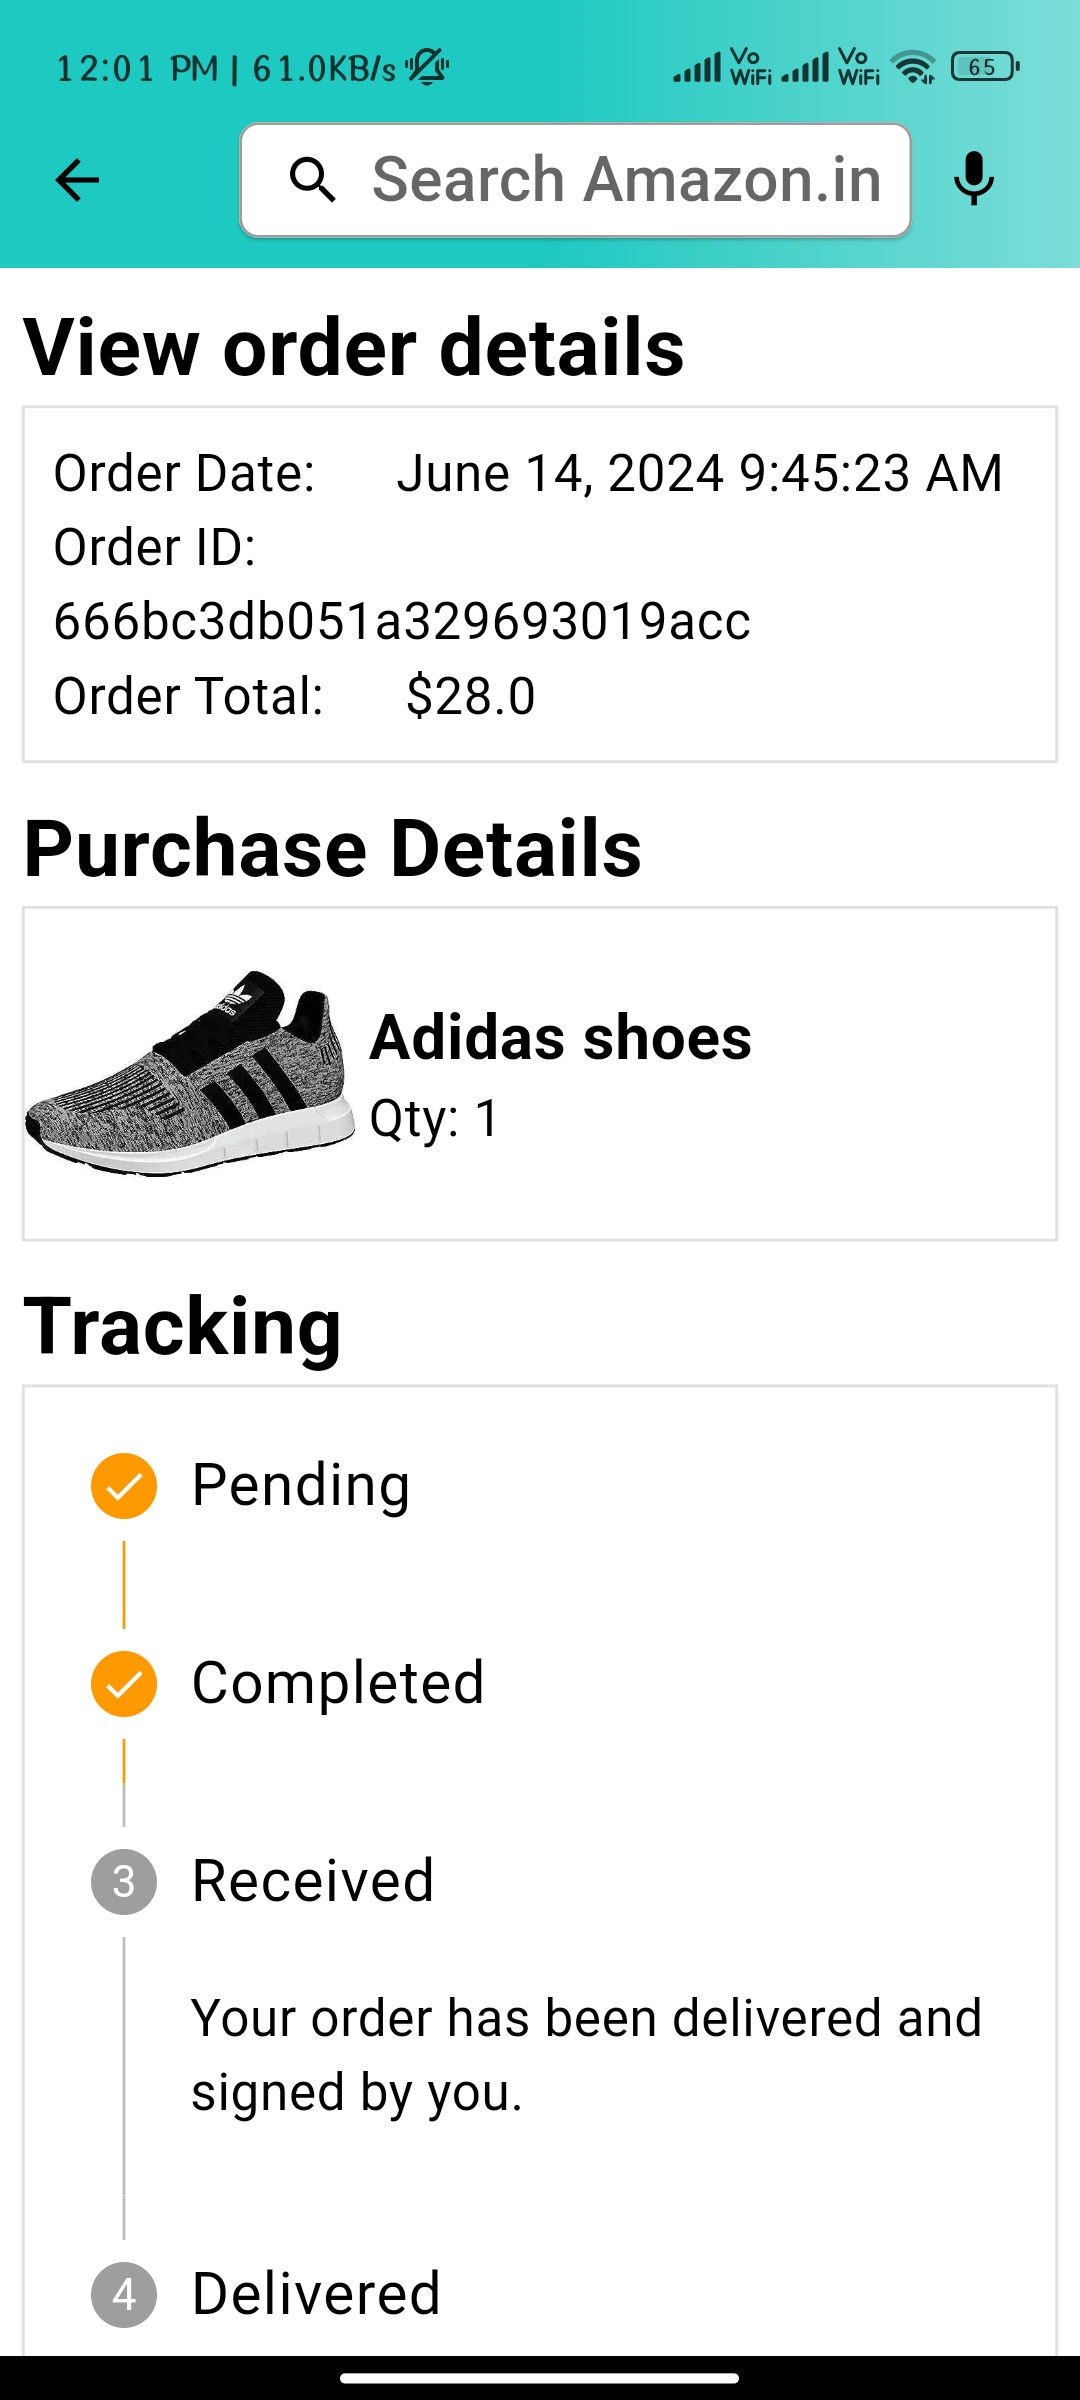 12:01 PM | 61.0KB/s Vo WiFi Vo WiFi 65
Search Amazon.in
View order details
Order Date: June 14, 2024 9:45:23 AM
Order ID:
666bc3db051a329693019acc
Order Total: $28.0
Purchase Details
adidas
Adidas shoes
Qty: 1
Tracking
Pending
Completed
3 Received
Your order has been delivered and
signed by you.
4 Delivered